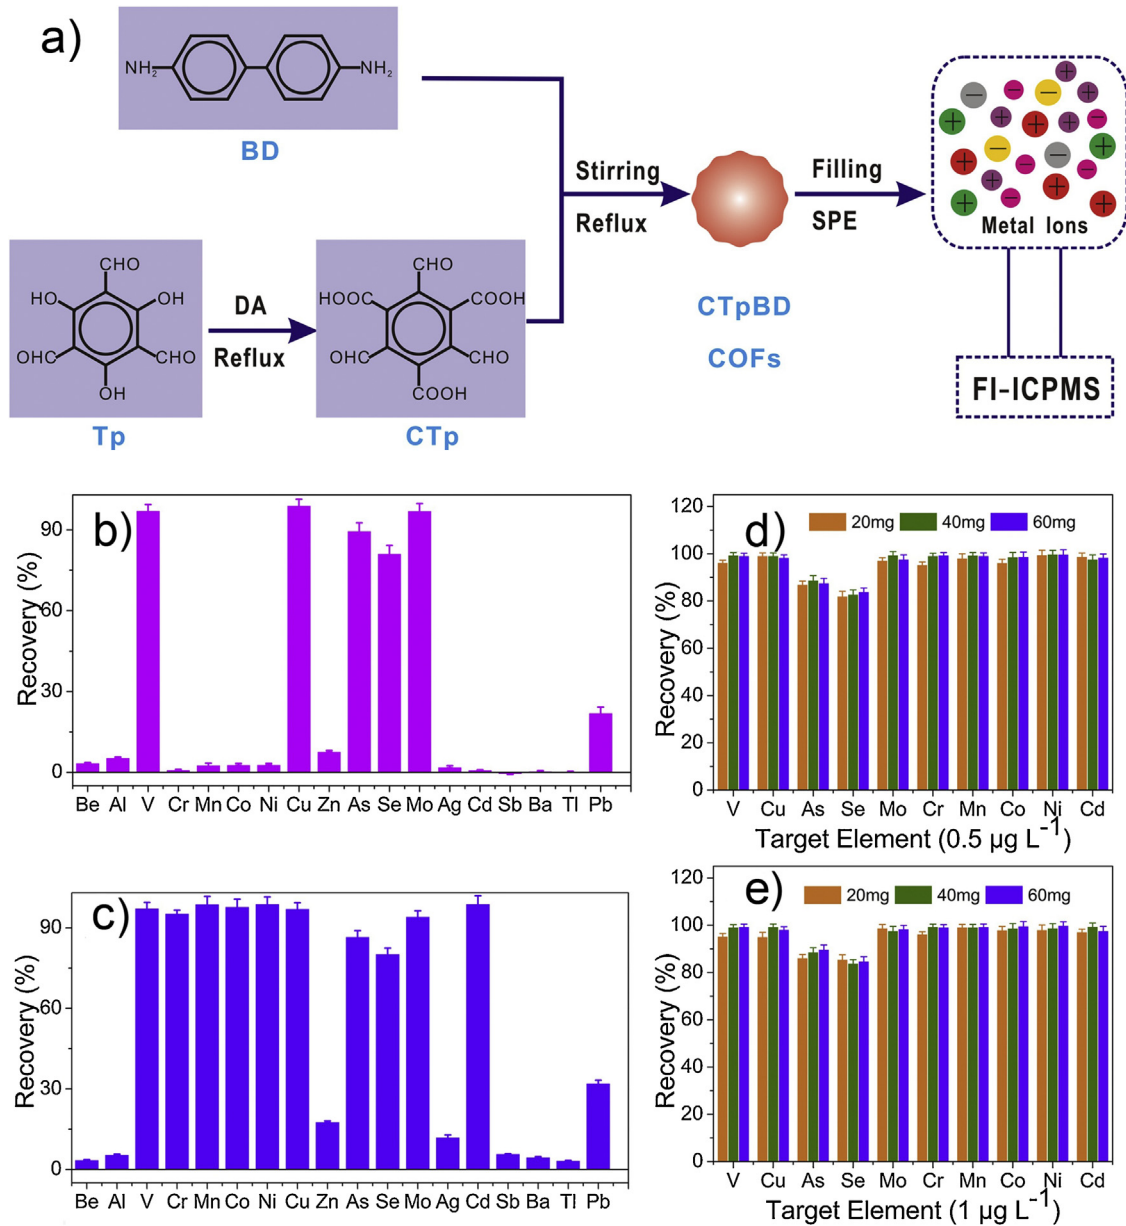 a)
NH₂ NH₂
BD
CHO
HO OH
OHC CHO
OH
Tp
DA
Reflux
CHO
HOOC COOH
OHC CHO
COOH
CTp
Stirring
Reflux
CTpBD
COFs
Filling
SPE
+ − − + + − + + + + − + − − + + − − + + − + + +
Metal Ions
FI-ICPMS
b)
Recovery (%)
90
60
30
0
Be Al V Cr Mn Co Ni Cu Zn As Se Mo Ag Cd Sb Ba Tl Pb
c)
Recovery (%)
90
60
30
0
Be Al V Cr Mn Co Ni Cu Zn As Se Mo Ag Cd Sb Ba Tl Pb
d)
20mg 40mg 60mg
Recovery (%)
120
100
80
60
40
20
0
V Cu As Se Mo Cr Mn Co Ni Cd
Target Element (0.5 µg L⁻¹)
e)
20mg 40mg 60mg
Recovery (%)
120
100
80
60
40
20
0
V Cu As Se Mo Cr Mn Co Ni Cd
Target Element (1 µg L⁻¹)